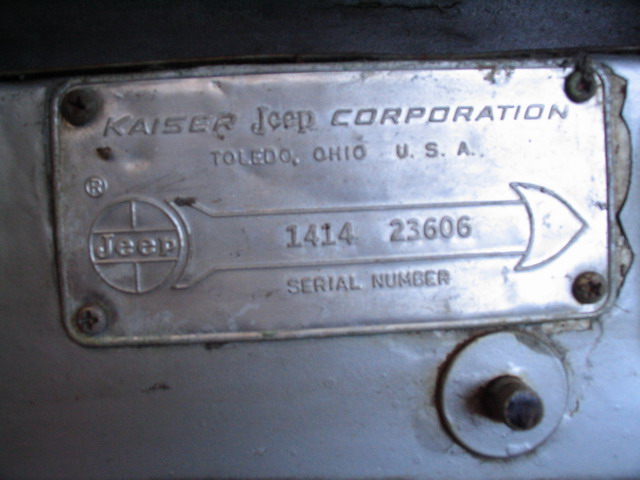 KAISER Jeep CORPORATION
TOLEDO, OHIO U. S. A.
®
Jeep
1414 23606
SERIAL NUMBER